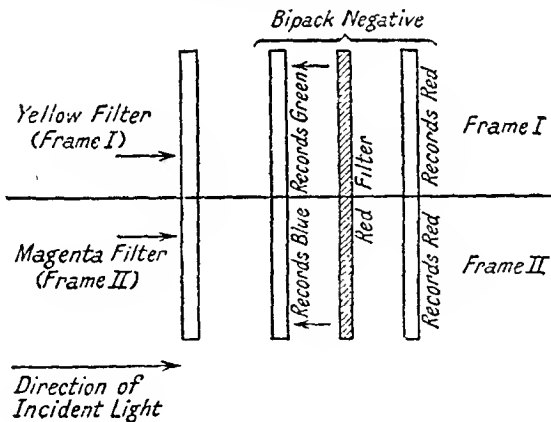 Bipack Negative
Yellow Filter
(Frame I)
Records Green
Filter
Records Red
Frame I
Magenta Filter
(Frame II)
Records Blue
Red
Records Red
Frame II
Direction of
Incident Light